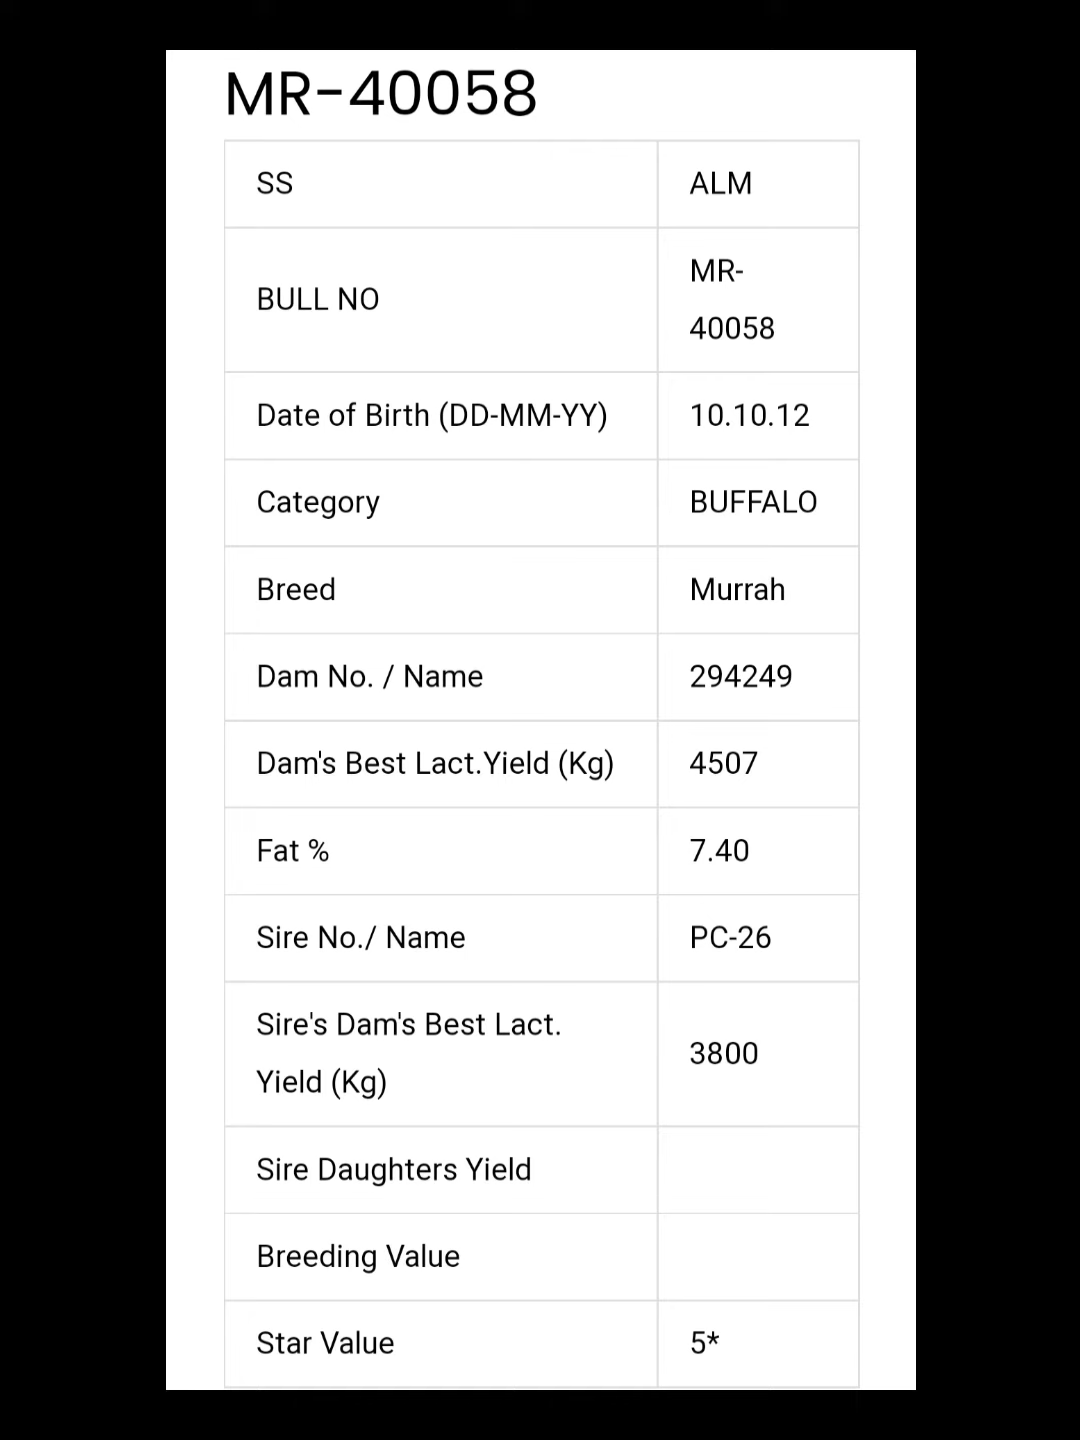 MR-40058
SS ALM
BULL NO MR-
40058
Date of Birth (DD-MM-YY) 10.10.12
Category BUFFALO
Breed Murrah
Dam No. / Name 294249
Dam's Best Lact.Yield (Kg) 4507
Fat % 7.40
Sire No./ Name PC-26
Sire's Dam's Best Lact.
Yield (Kg) 3800
Sire Daughters Yield
Breeding Value
Star Value 5*